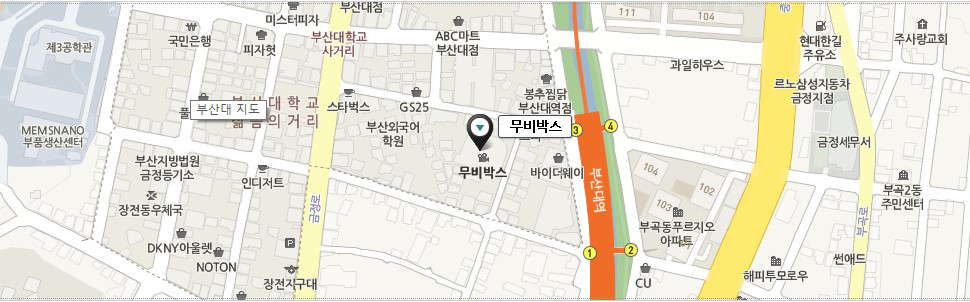 미스터피자
부산대점
111
104
국민은행
피자헛
부산대학교
사거리
ABC마트
부산대점
제3공학관
과일하우스
현대한길
주유소
주사랑교회
르노삼성자동차
금정지점
봉추찜닭
부산대역점
부산대 지도
스타벅스
GS25
부산외국어
학원
무비박스
3
4
MEMSNANO
부품생산센터
금정세무서
부산지방법원
금정등기소
인디저트
무비박스
바이더웨이
부산대역
104
102
103
부곡2동
주민센터
장전동우체국
금정로
부곡로
부곡동푸르지오
아파트
DKNY아울렛
NOTON
P
1
2
장전지구대
CU
해피투모로우
썬애드